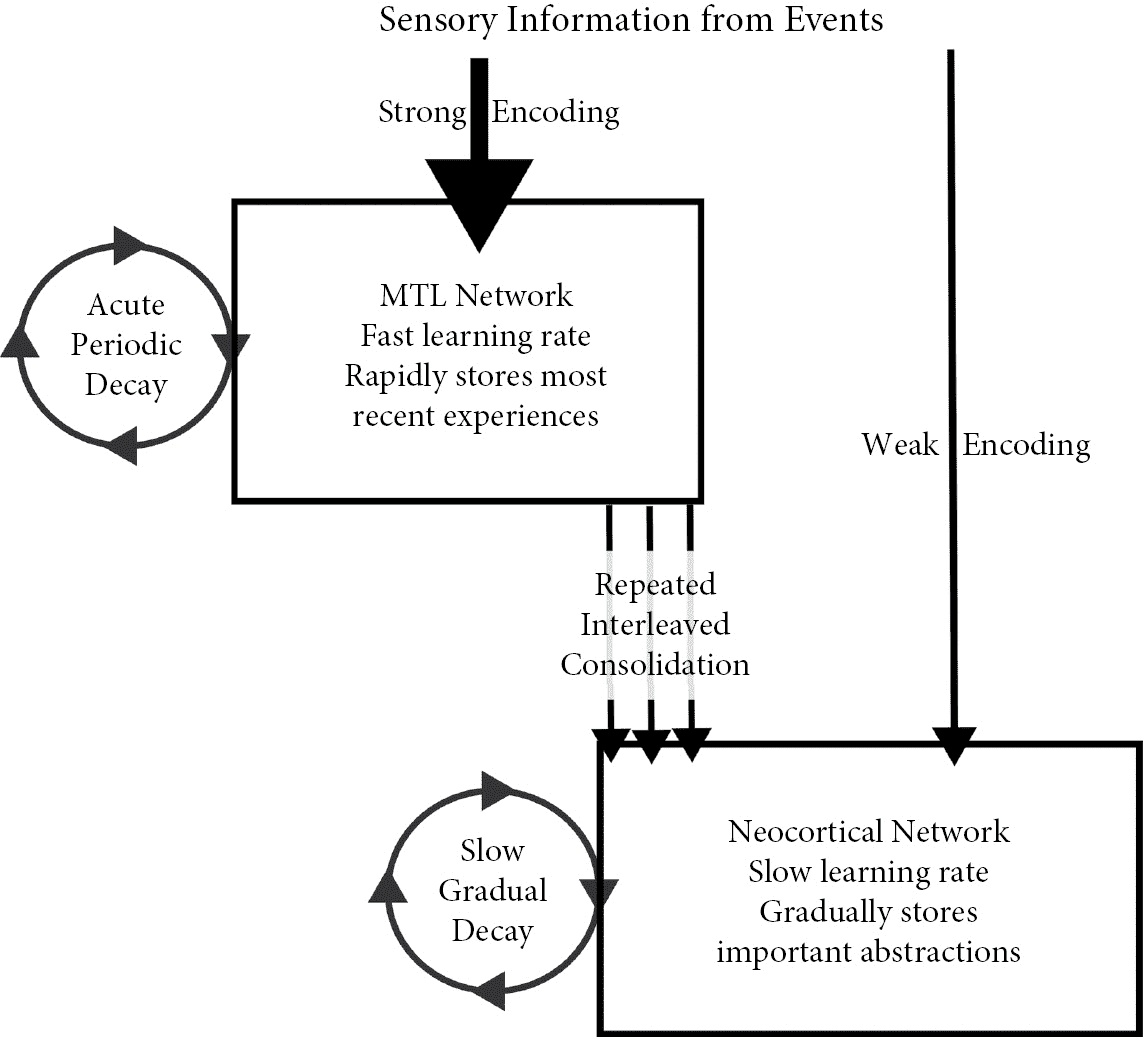 Sensory Information from Events
Strong Encoding
MTL Network
Fast learning rate
Rapidly stores most
recent experiences
Acute
Periodic
Decay
Weak Encoding
Repeated
Interleaved
Consolidation
Neocortical Network
Slow learning rate
Gradually stores
important abstractions
Slow
Gradual
Decay